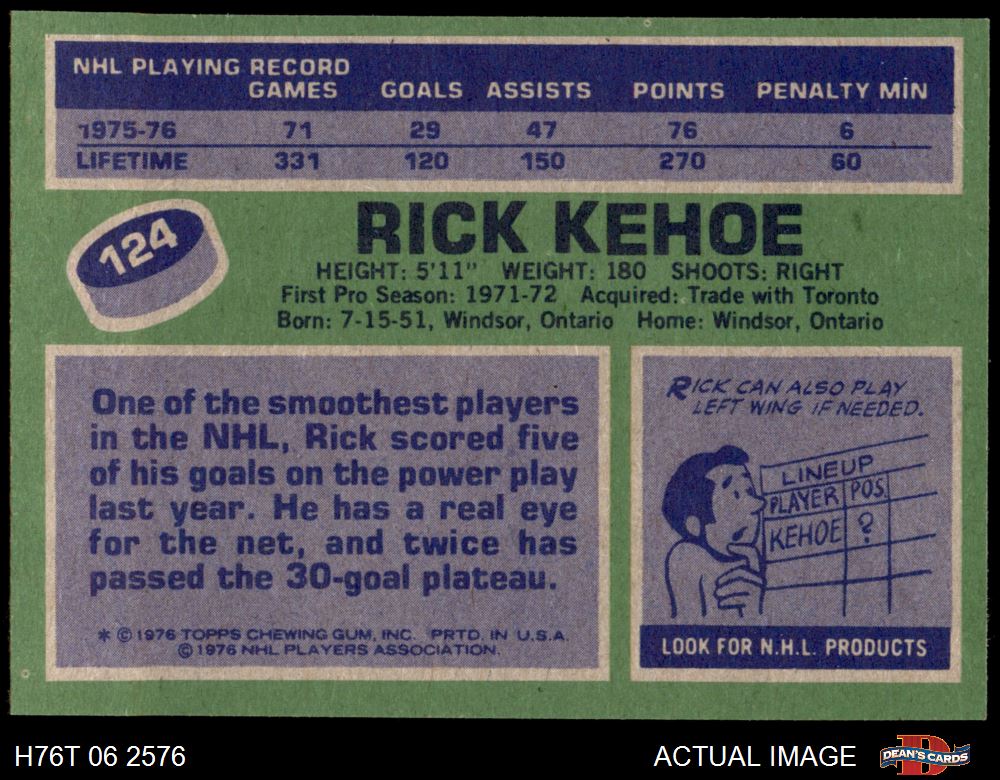 NHL PLAYING RECORD
GAMES GOALS ASSISTS POINTS PENALTY MIN
1975-76 71 29 47 76 6
LIFETIME 331 120 150 270 60
124
RICK KEHOE
HEIGHT: 5'11" WEIGHT: 180 SHOOTS: RIGHT
First Pro Season: 1971-72 Acquired: Trade with Toronto
Born: 7-15-51, Windsor, Ontario Home: Windsor, Ontario
One of the smoothest players
in the NHL, Rick scored five
of his goals on the power play
last year. He has a real eye
for the net, and twice has
passed the 30-goal plateau.
* © 1976 TOPPS CHEWING GUM, INC. PRTD. IN U.S.A.
© 1976 NHL PLAYERS ASSOCIATION.
RICK CAN ALSO PLAY
LEFT WING IF NEEDED.
LINEUP
PLAYER POS.
KEHOE ?
LOOK FOR N.H.L. PRODUCTS
H76T 06 2576 ACTUAL IMAGE D DEAN'S CARDS